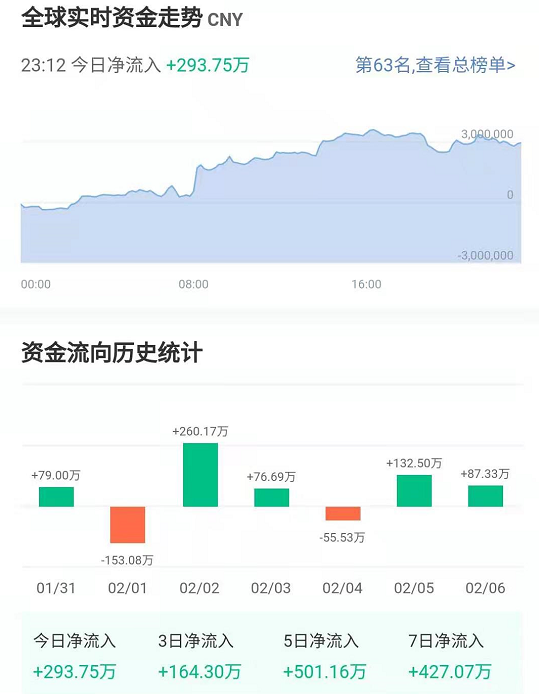 全球实时资金走势 CNY
23:12 今日净流入 +293.75万 第63名,查看总榜单>
3,000,000
0
-3,000,000
00:00 08:00 16:00
资金流向历史统计
+79.00万 -153.08万 +260.17万 +76.69万 -55.53万 +132.50万 +87.33万
01/31 02/01 02/02 02/03 02/04 02/05 02/06
今日净流入 3日净流入 5日净流入 7日净流入
+293.75万 +164.30万 +501.16万 +427.07万